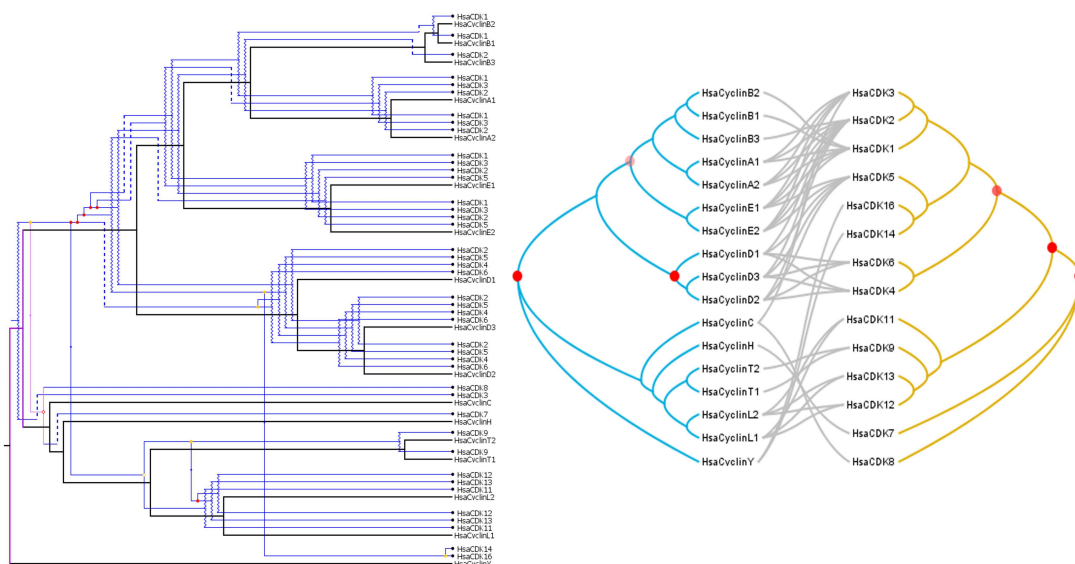 HsaCDK1
HsaCyclinB2
HsaCDK1
HsaCyclinB1
HsaCDK2
HsaCyclinB3
HsaCDK1
HsaCDK3
HsaCDK2
HsaCyclinA1
HsaCDK1
HsaCDK3
HsaCDK2
HsaCyclinA2
HsaCDK1
HsaCDK3
HsaCDK2
HsaCDK5
HsaCyclinE1
HsaCDK1
HsaCDK3
HsaCDK2
HsaCDK5
HsaCyclinE2
HsaCDK2
HsaCDK5
HsaCDK4
HsaCDK6
HsaCyclinD1
HsaCDK2
HsaCDK5
HsaCDK4
HsaCDK6
HsaCyclinD3
HsaCDK2
HsaCDK5
HsaCDK4
HsaCDK6
HsaCyclinD2
HsaCDK8
HsaCDK3
HsaCyclinC
HsaCDK7
HsaCyclinH
HsaCDK9
HsaCyclinT2
HsaCDK9
HsaCyclinT1
HsaCDK12
HsaCDK13
HsaCDK11
HsaCyclinL2
HsaCDK12
HsaCDK13
HsaCDK11
HsaCyclinL1
HsaCDK14
HsaCDK16
HsaCyclinY
HsaCyclinB2
HsaCyclinB1
HsaCyclinB3
HsaCyclinA1
HsaCyclinA2
HsaCyclinE1
HsaCyclinE2
HsaCyclinD1
HsaCyclinD3
HsaCyclinD2
HsaCyclinC
HsaCyclinH
HsaCyclinT2
HsaCyclinT1
HsaCyclinL2
HsaCyclinL1
HsaCyclinY
HsaCDK3
HsaCDK2
HsaCDK1
HsaCDK5
HsaCDK16
HsaCDK14
HsaCDK6
HsaCDK4
HsaCDK11
HsaCDK9
HsaCDK13
HsaCDK12
HsaCDK7
HsaCDK8